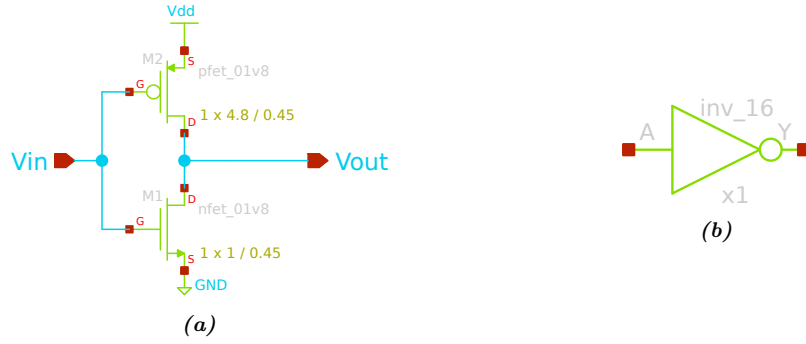 Vdd
M2
S
pfet_01v8
G
1 x 4.8 / 0.45
D
Vin
Vout
M1
D
nfet_01v8
G
1 x 1 / 0.45
S
GND
(a)
inv_16
A
Y
x1
(b)